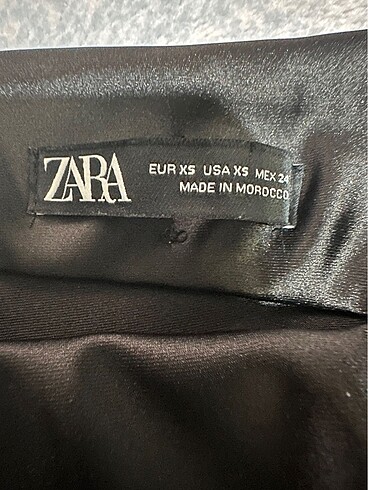 ZARA
EUR XS USA XS MEX 24
MADE IN MOROCCO